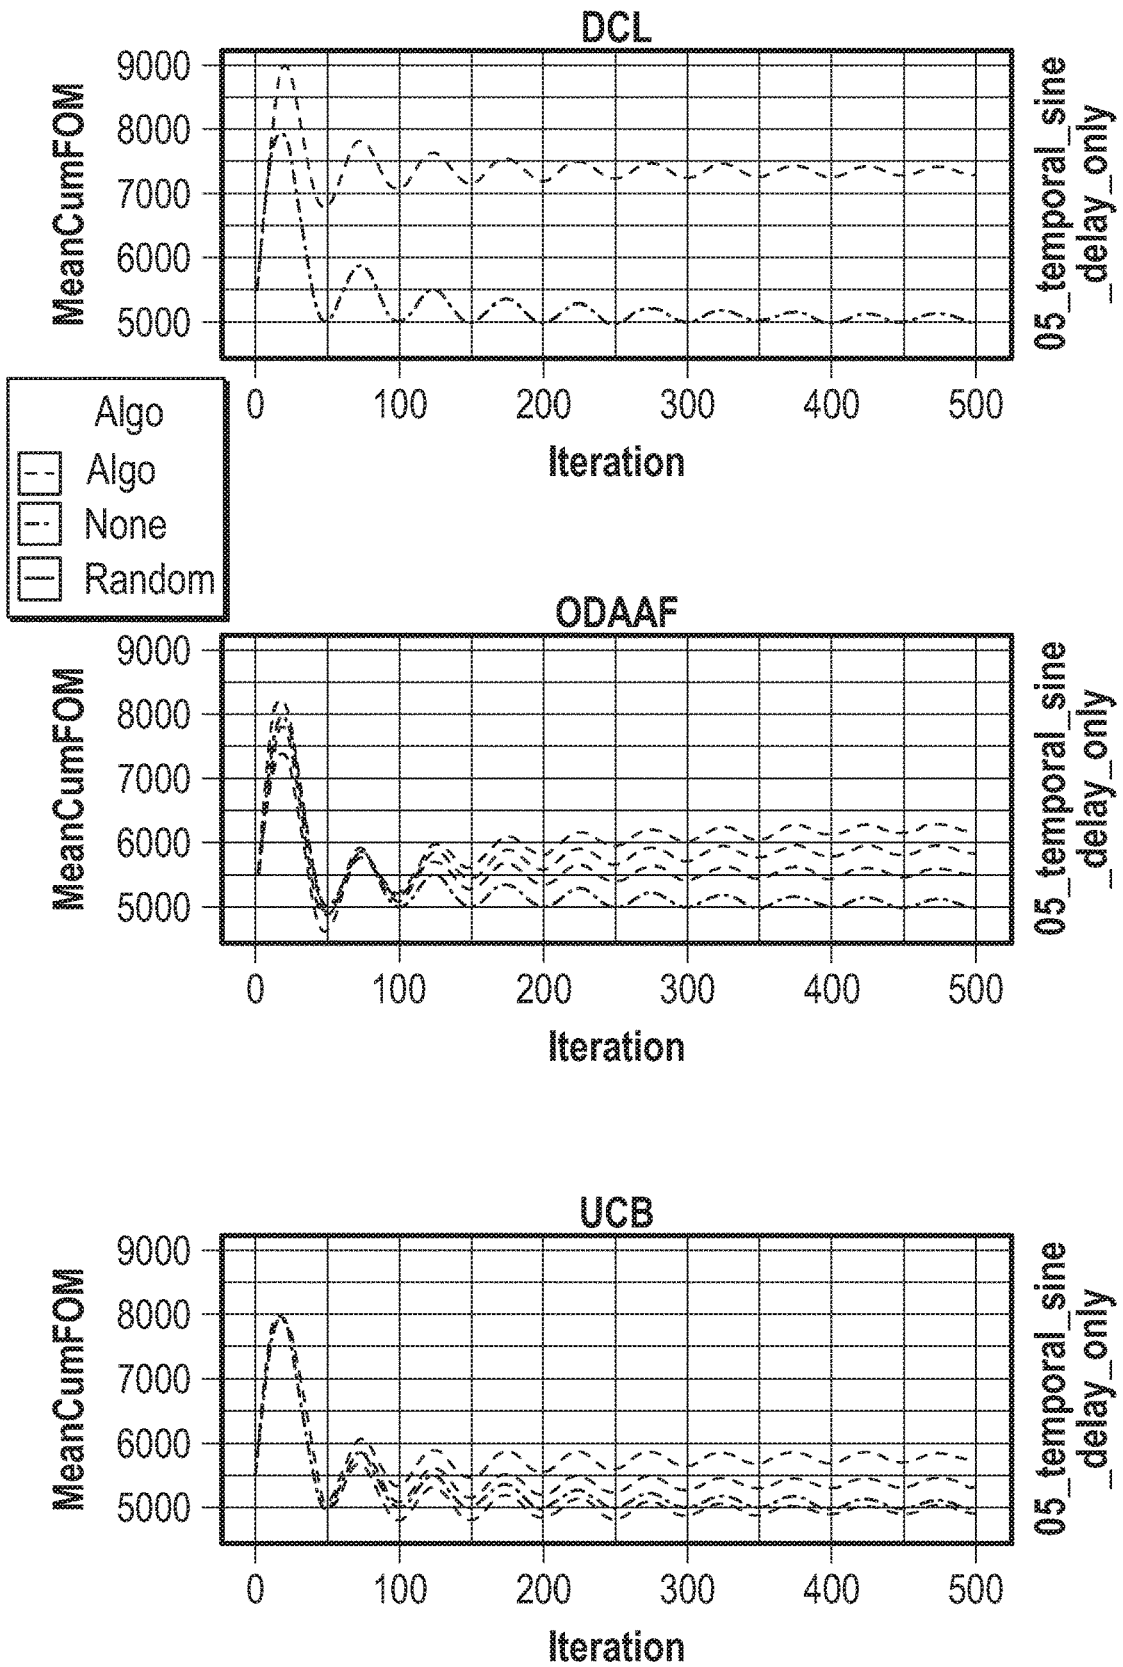 DCL
MeanCumFOM
9000
8000
7000
6000
5000
05_temporal_sine
_delay_only
0 100 200 300 400 500
Iteration
Algo
Algo
None
Random
ODAAF
MeanCumFOM
9000
8000
7000
6000
5000
05_temporal_sine
_delay_only
0 100 200 300 400 500
Iteration
UCB
MeanCumFOM
9000
8000
7000
6000
5000
05_temporal_sine
_delay_only
0 100 200 300 400 500
Iteration